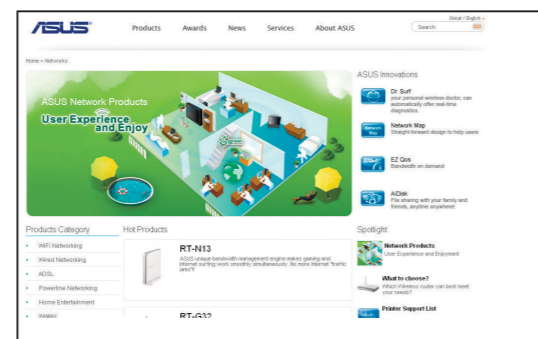 Global / English
ASUS
Products
Awards
News
Services
About ASUS
Search
Home > Networks
ASUS Network Products
User Experience
and Enjoy
ASUS Innovations
Dr. Surf
your personal wireless doctor, can
automatically offer real-time
diagnostics.
Network Map
Network Map
Straight-forward design to help users
EZ Qos
Bandwidth on demand!
AiDisk
File sharing with your family and
friends, anytime anywhere!
Products Category
WiFi Networking
Wired Networking
ADSL
Powerline Networking
Home Entertainment
WiMAX
Hot Products
RT-N13
ASUS unique bandwidth management engine makes gaming and
internet surfing work smoothly simultaneously. No more Internet "traffic
jams"!
RT-G32
Spotlight
Network Products
User Experience and Enjoyment
What to choose?
Which Wireless router can best meet
your needs?
Printer Support List